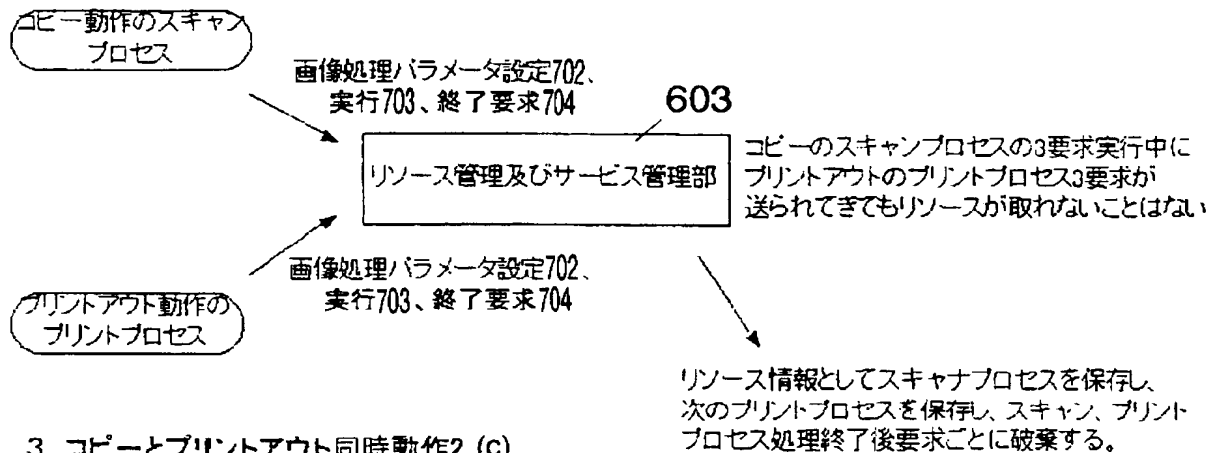 コピー動作のスキャン
プロセス
画像処理パラメータ設定702、
実行703、終了要求704
603
リソース管理及びサービス管理部
コピーのスキャンプロセスの3要求実行中に
プリントアウトのプリントプロセス3要求が
送られてきてもリソースが取れないことはない
画像処理パラメータ設定702、
実行703、終了要求704
プリントアウト動作の
プリントプロセス
リソース情報としてスキャナプロセスを保存し、
次のプリントプロセスを保存し、スキャン、プリント
プロセス処理終了後要求ごとに破棄する。
3 コピーとプリントアウト同時動作2 (c)